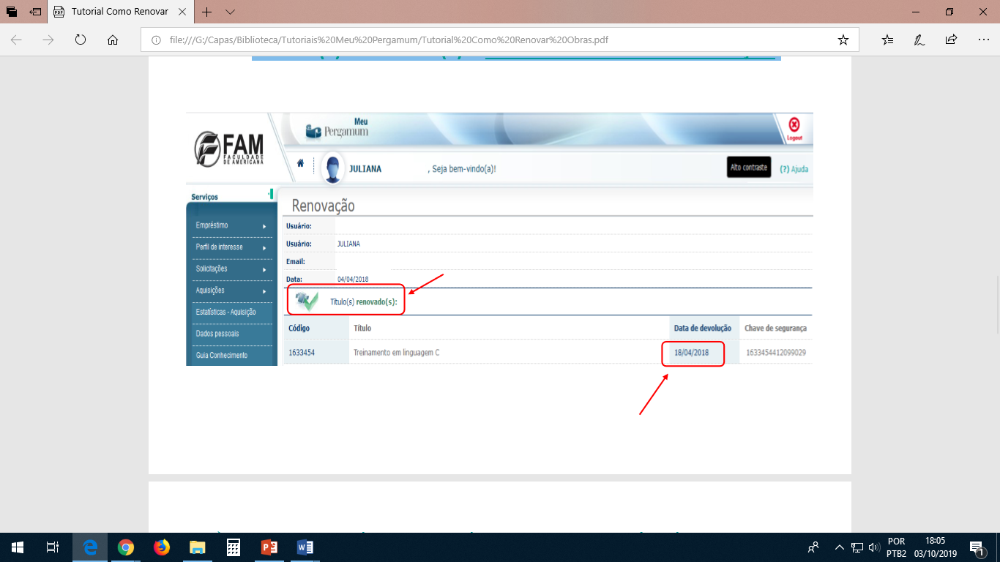 Tutorial Como Renovar
file:///G:/Capas/Biblioteca/Tutoriais%20Meu%20Pergamum/Tutorial%20Como%20Renovar%20Obras.pdf
FAM
FACULDADE
DE AMERICANA
Meu
Pergamum
Logout
JULIANA , Seja bem-vindo(a)!
Alto contraste
(?) Ajuda
Serviços
Empréstimo
Perfil de interesse
Solicitações
Aquisições
Estatísticas - Aquisição
Dados pessoais
Guia Conhecimento
Renovação
Usuário:
Usuário: JULIANA
Email:
Data: 04/04/2018
Título(s) renovado(s):
Código Título Data de devolução Chave de segurança
1633454 Treinamento em linguagem C 18/04/2018 1633454412099029
POR
PTB2
18:05
03/10/2019
1